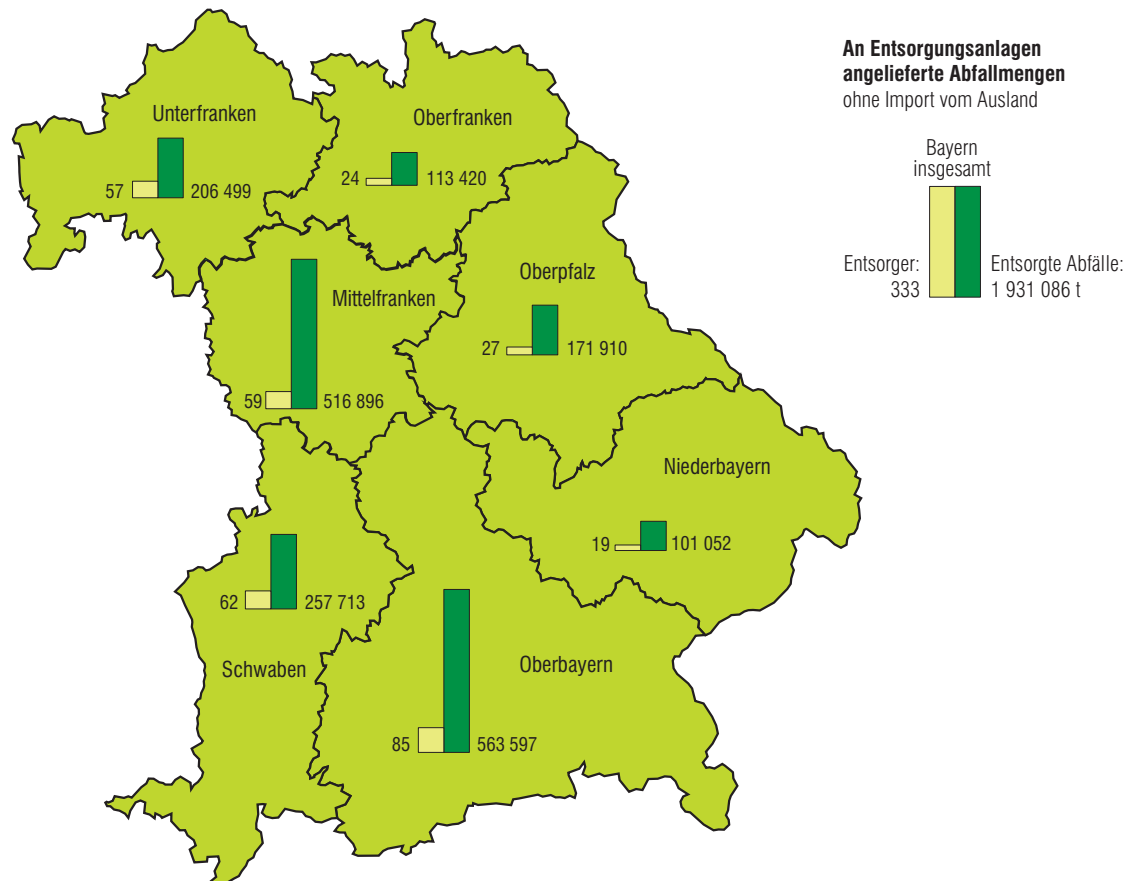 An Entsorgungsanlagen
angelieferte Abfallmengen
ohne Import vom Ausland
Bayern
insgesamt
Entsorger:
333
Entsorgte Abfälle:
1 931 086 t
Unterfranken
57
206 499
Oberfranken
24
113 420
Mittelfranken
59
516 896
Oberpfalz
27
171 910
Niederbayern
19
101 052
Schwaben
62
257 713
Oberbayern
85
563 597